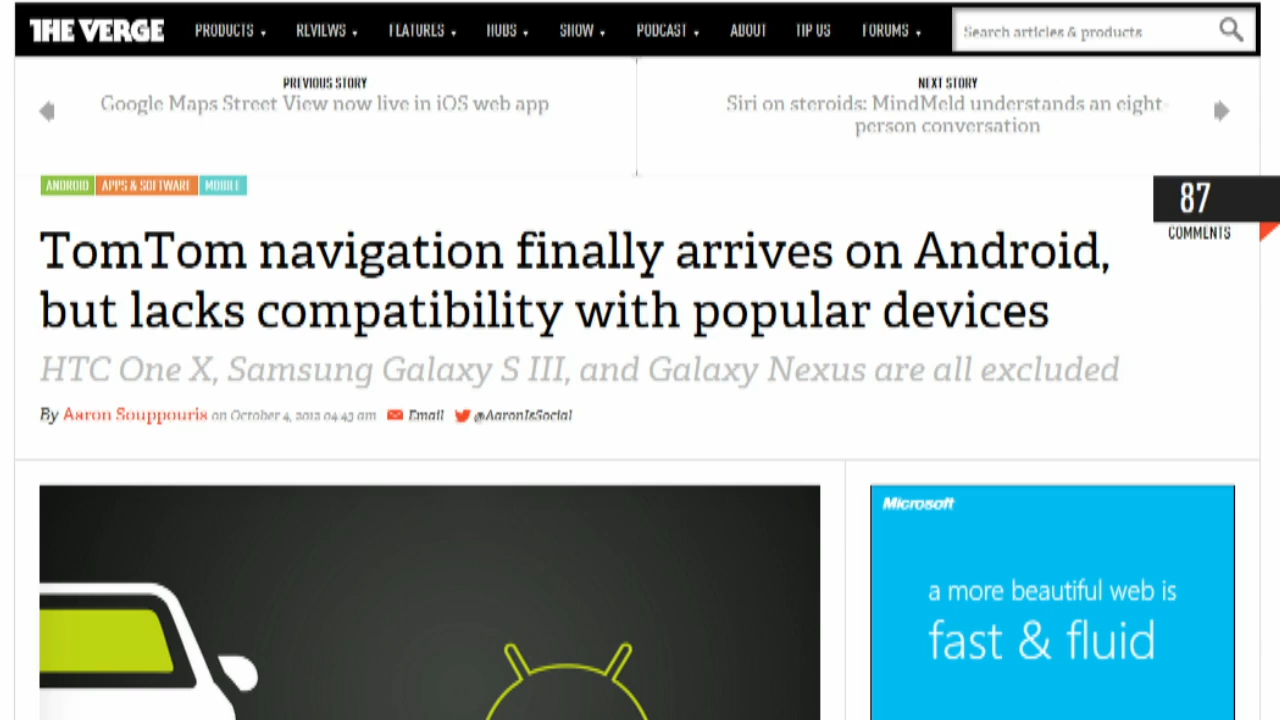 THE VERGE PRODUCTS REVIEWS FEATURES HUBS SHOW PODCAST ABOUT TIP US FORUMS Search articles & products
PREVIOUS STORY
Google Maps Street View now live in iOS web app
NEXT STORY
Siri on steroids: MindMeld understands an eight-
person conversation
ANDROID APPS & SOFTWARE MOBILE
87
COMMENTS
TomTom navigation finally arrives on Android,
but lacks compatibility with popular devices
HTC One X, Samsung Galaxy S III, and Galaxy Nexus are all excluded
By Aaron Souppouris on October 4, 2012 04:43 am Email @AaronIsSocial
Microsoft
a more beautiful web is
fast & fluid